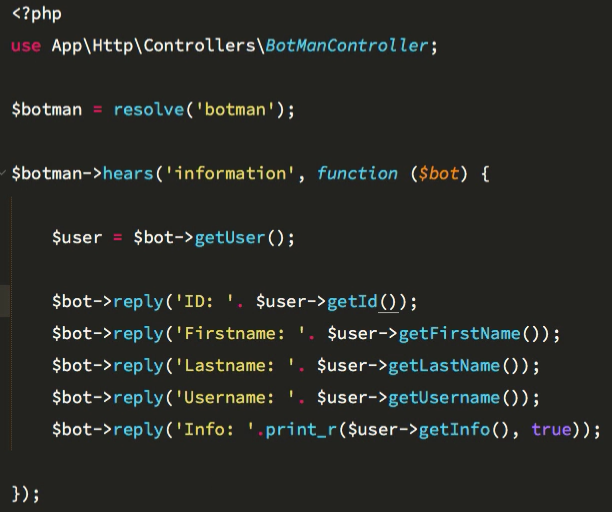 <?php
use App\Http\Controllers\BotManController;
$botman = resolve('botman');
$botman->hears('information', function ($bot) {
$user = $bot->getUser();
$bot->reply('ID: '. $user->getId());
$bot->reply('Firstname: '. $user->getFirstName());
$bot->reply('Lastname: '. $user->getLastName());
$bot->reply('Username: '. $user->getUsername());
$bot->reply('Info: '.print_r($user->getInfo(), true));
});